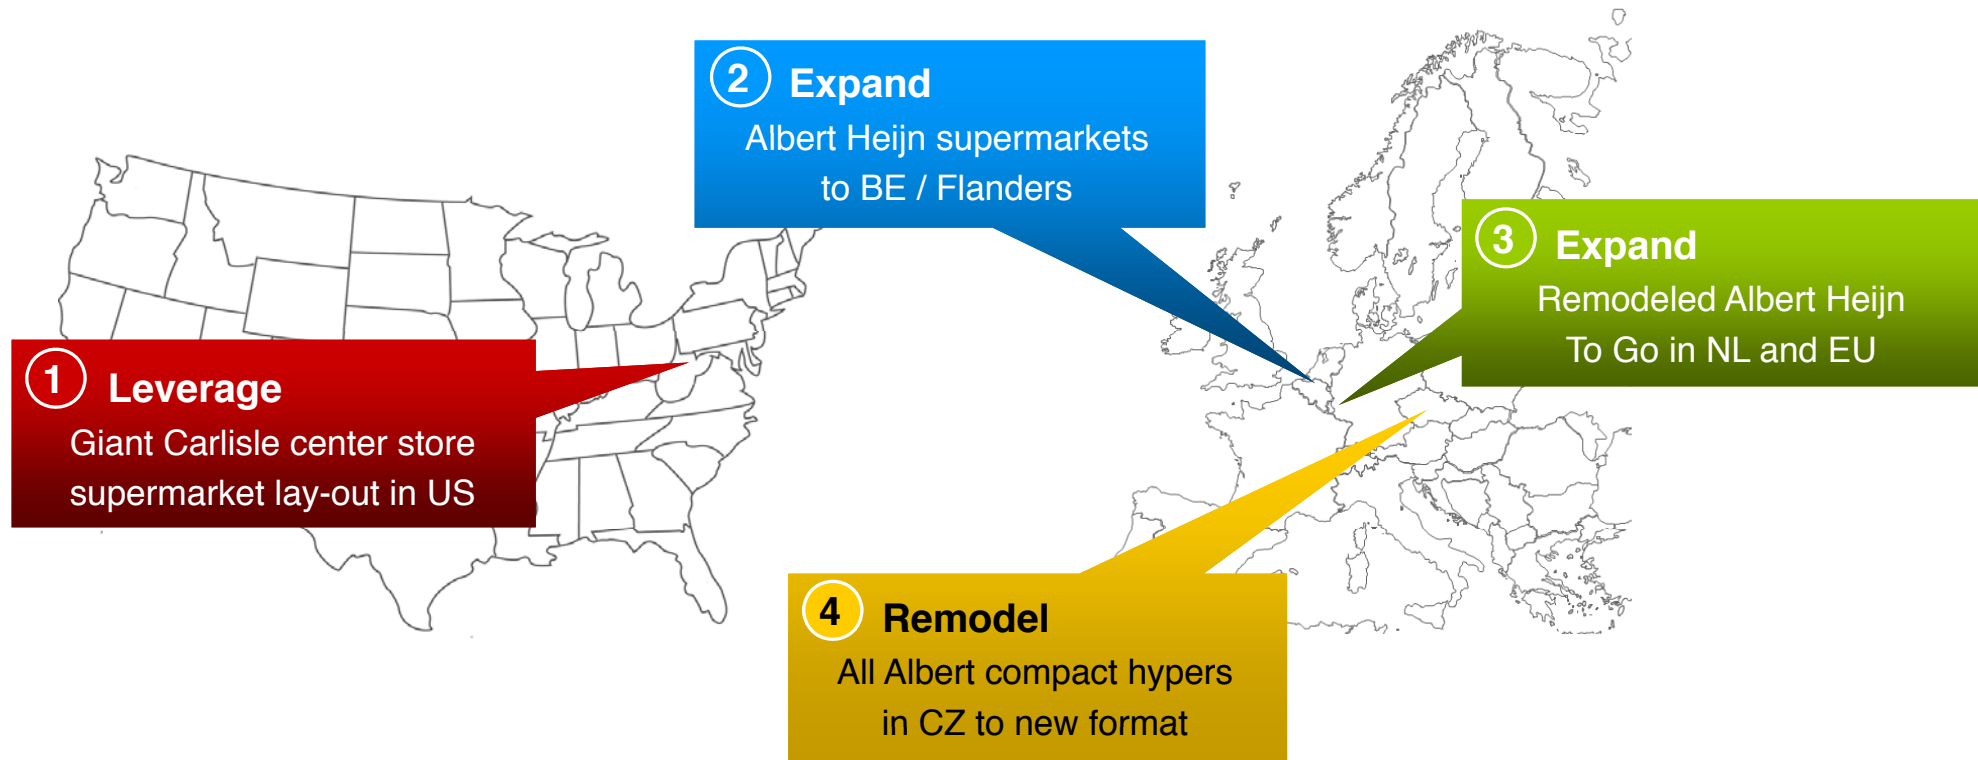 1 Leverage
Giant Carlisle center store
supermarket lay-out in US
2 Expand
Albert Heijn supermarkets
to BE / Flanders
3 Expand
Remodeled Albert Heijn
To Go in NL and EU
4 Remodel
All Albert compact hypers
in CZ to new format